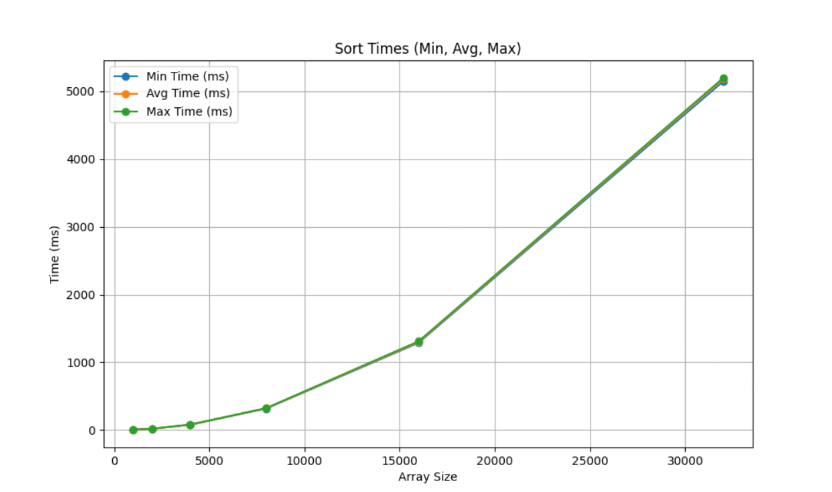 Sort Times (Min, Avg, Max)
Min Time (ms)
Avg Time (ms)
Max Time (ms)
5000
4000
3000
2000
1000
0
Time (ms)
0 5000 10000 15000 20000 25000 30000
Array Size